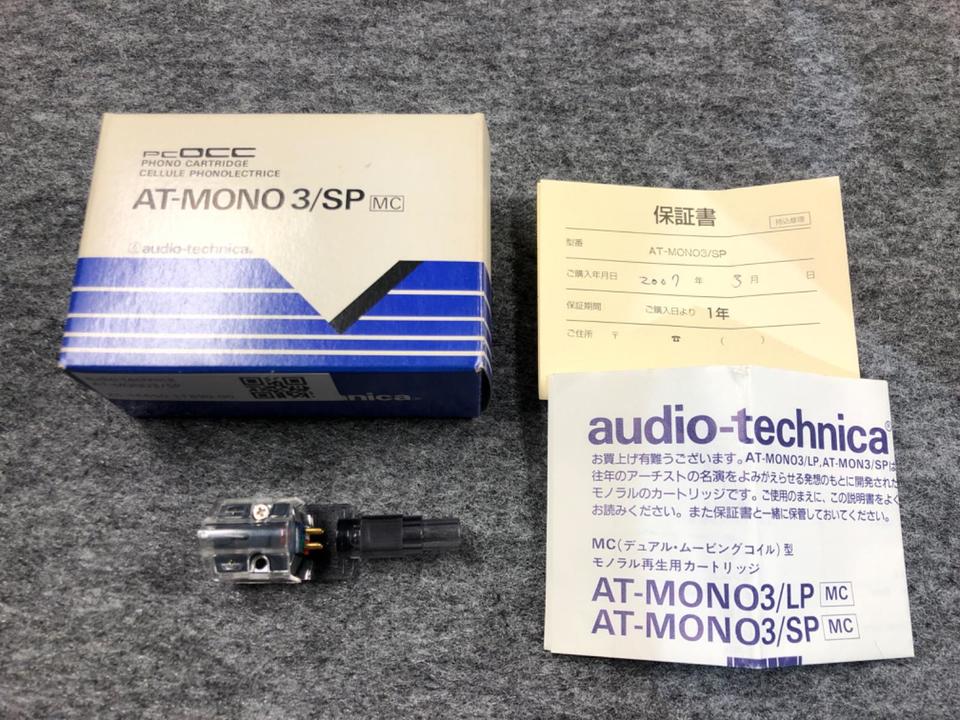 PCOCC
PHONO CARTRIDGE
CELLULE PHONOLECTRICE
AT-MONO 3/SP MC
audio-technica
audio-technica
保証書
持込修理
型番 AT-MONO3/SP
ご購入年月日 2007 年 3 月 日
保証期間 ご購入日より 1年
ご住所 〒 ☎ ( )
audio-technica®
お買上げ有難うございます。AT-MONO3/LP,AT-MON3/SPは
往年のアーチストの名演をよみがえらせる発想のもとに開発された
モノラルのカートリッジです。ご使用のまえに、この説明書をよく
お読みください。また保証書と一緒に保管しておいてください。
MC(デュアル・ムービングコイル)型
モノラル再生用カートリッジ
AT-MONO3/LP MC
AT-MONO3/SP MC